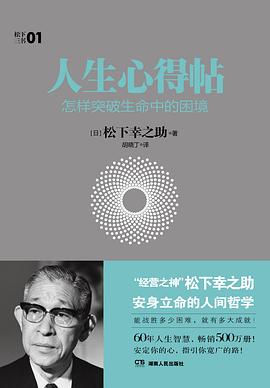 松下
三书 01
人生心得帖
怎样突破生命中的困境
［日］松下幸之助·著
胡晓丁·译
“经营之神”松下幸之助
安身立命的人间哲学
能战胜多少困难，就有多大成就！
60年人生智慧，畅销500万册！
安定你的心，指引你宽广的路！
湖南人民出版社